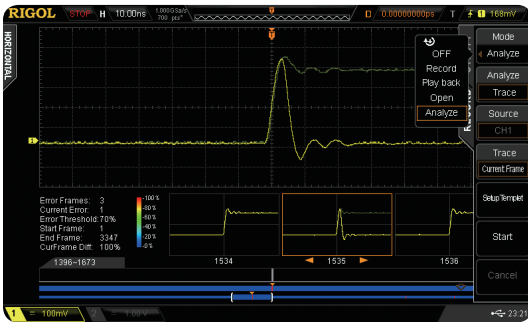 RIGOL STOP H 10.00ns 1.000GSa/s 700 pts D 0.00000000ps T 1 168mV
HORIZONTAL
OFF
Record
Play back
Open
Analyze
Mode
Analyze
Analyze
Trace
Source
CH1
Trace
Current Frame
Setup Templet
Start
Cancel
Error Frames: 3
Current Error: 1
Error Threshold: 70%
Start Frame: 1
End Frame: 3347
CurFrame Diff: 100%
-100%
-80%
-60%
-40%
-20%
-0%
1396-1673 1534 1535 1536
1 = 100mV 2 = 1.00 V 23:21